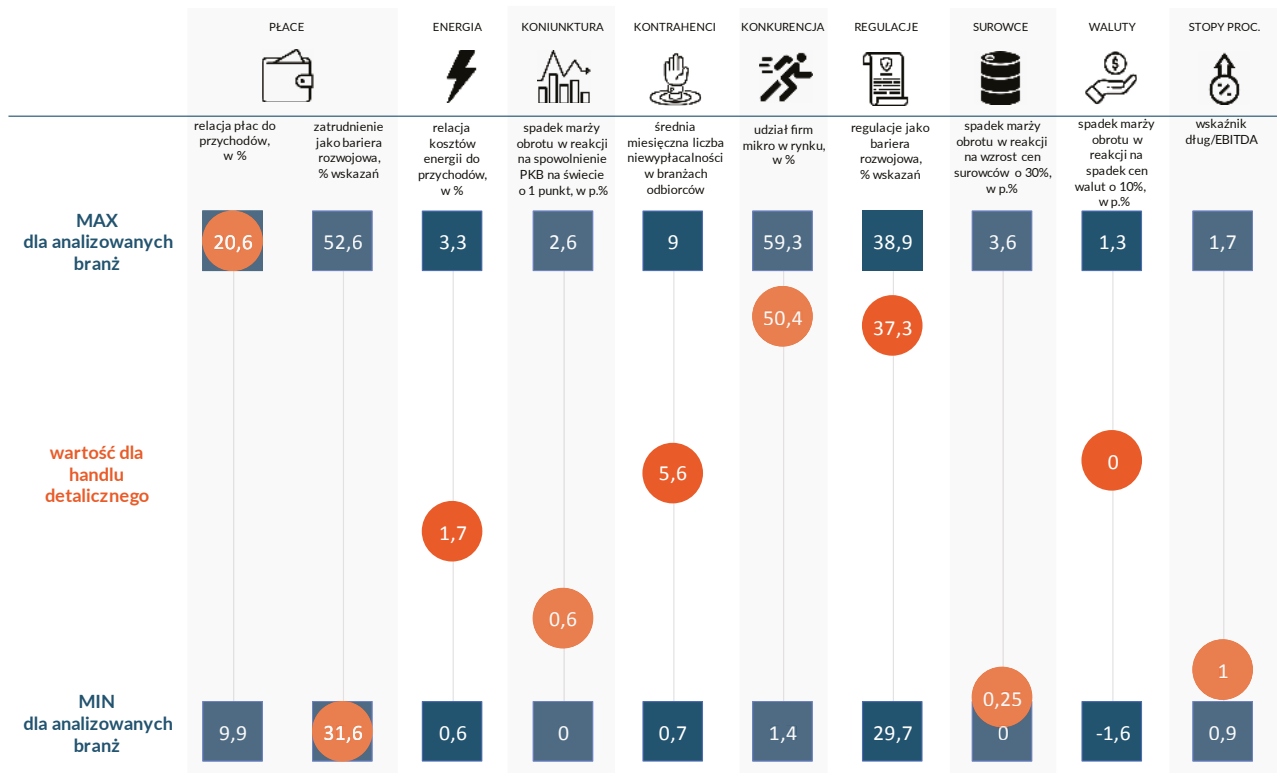 PŁACE
ENERGIA
KONIUNKTURA
KONTRAHENCI
KONKURENCJA
REGULACJE
SUROWCE
WALUTY
STOPY PROC.
$
%
relacja płac do
przychodów,
w %
zatrudnienie
jako bariera
rozwojowa,
% wskazań
relacja
kosztów
energii do
przychodów,
w %
spadek marży
obrotu w reakcji
na spowolnienie
PKB na świecie
o 1 punkt, w p.%
średnia
miesięczna liczba
niewypłacalności
w branżach
odbiorców
udział firm
mikro w rynku,
w %
regulacje jako
bariera
rozwojowa,
% wskazań
spadek marży
obrotu w reakcji
na wzrost cen
surowców o 30%,
w p.%
spadek marży
obrotu w
reakcji na
spadek cen
walut o 10%,
w p.%
wskaźnik
dług/EBITDA
MAX
dla analizowanych
branż
20,6
52,6
3,3
2,6
9
59,3
38,9
3,6
1,3
1,7
50,4
37,3
wartość dla
handlu
detalicznego
5,6
0
1,7
0,6
1
0,25
MIN
dla analizowanych
branż
9,9
31,6
0,6
0
0,7
1,4
29,7
0
-1,6
0,9